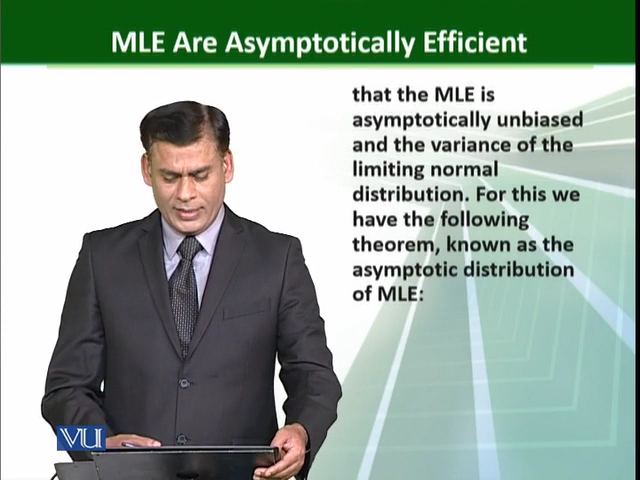 MLE Are Asymptotically Efficient
that the MLE is
asymptotically unbiased
and the variance of the
limiting normal
distribution. For this we
have the following
theorem, known as the
asymptotic distribution
of MLE:
VU